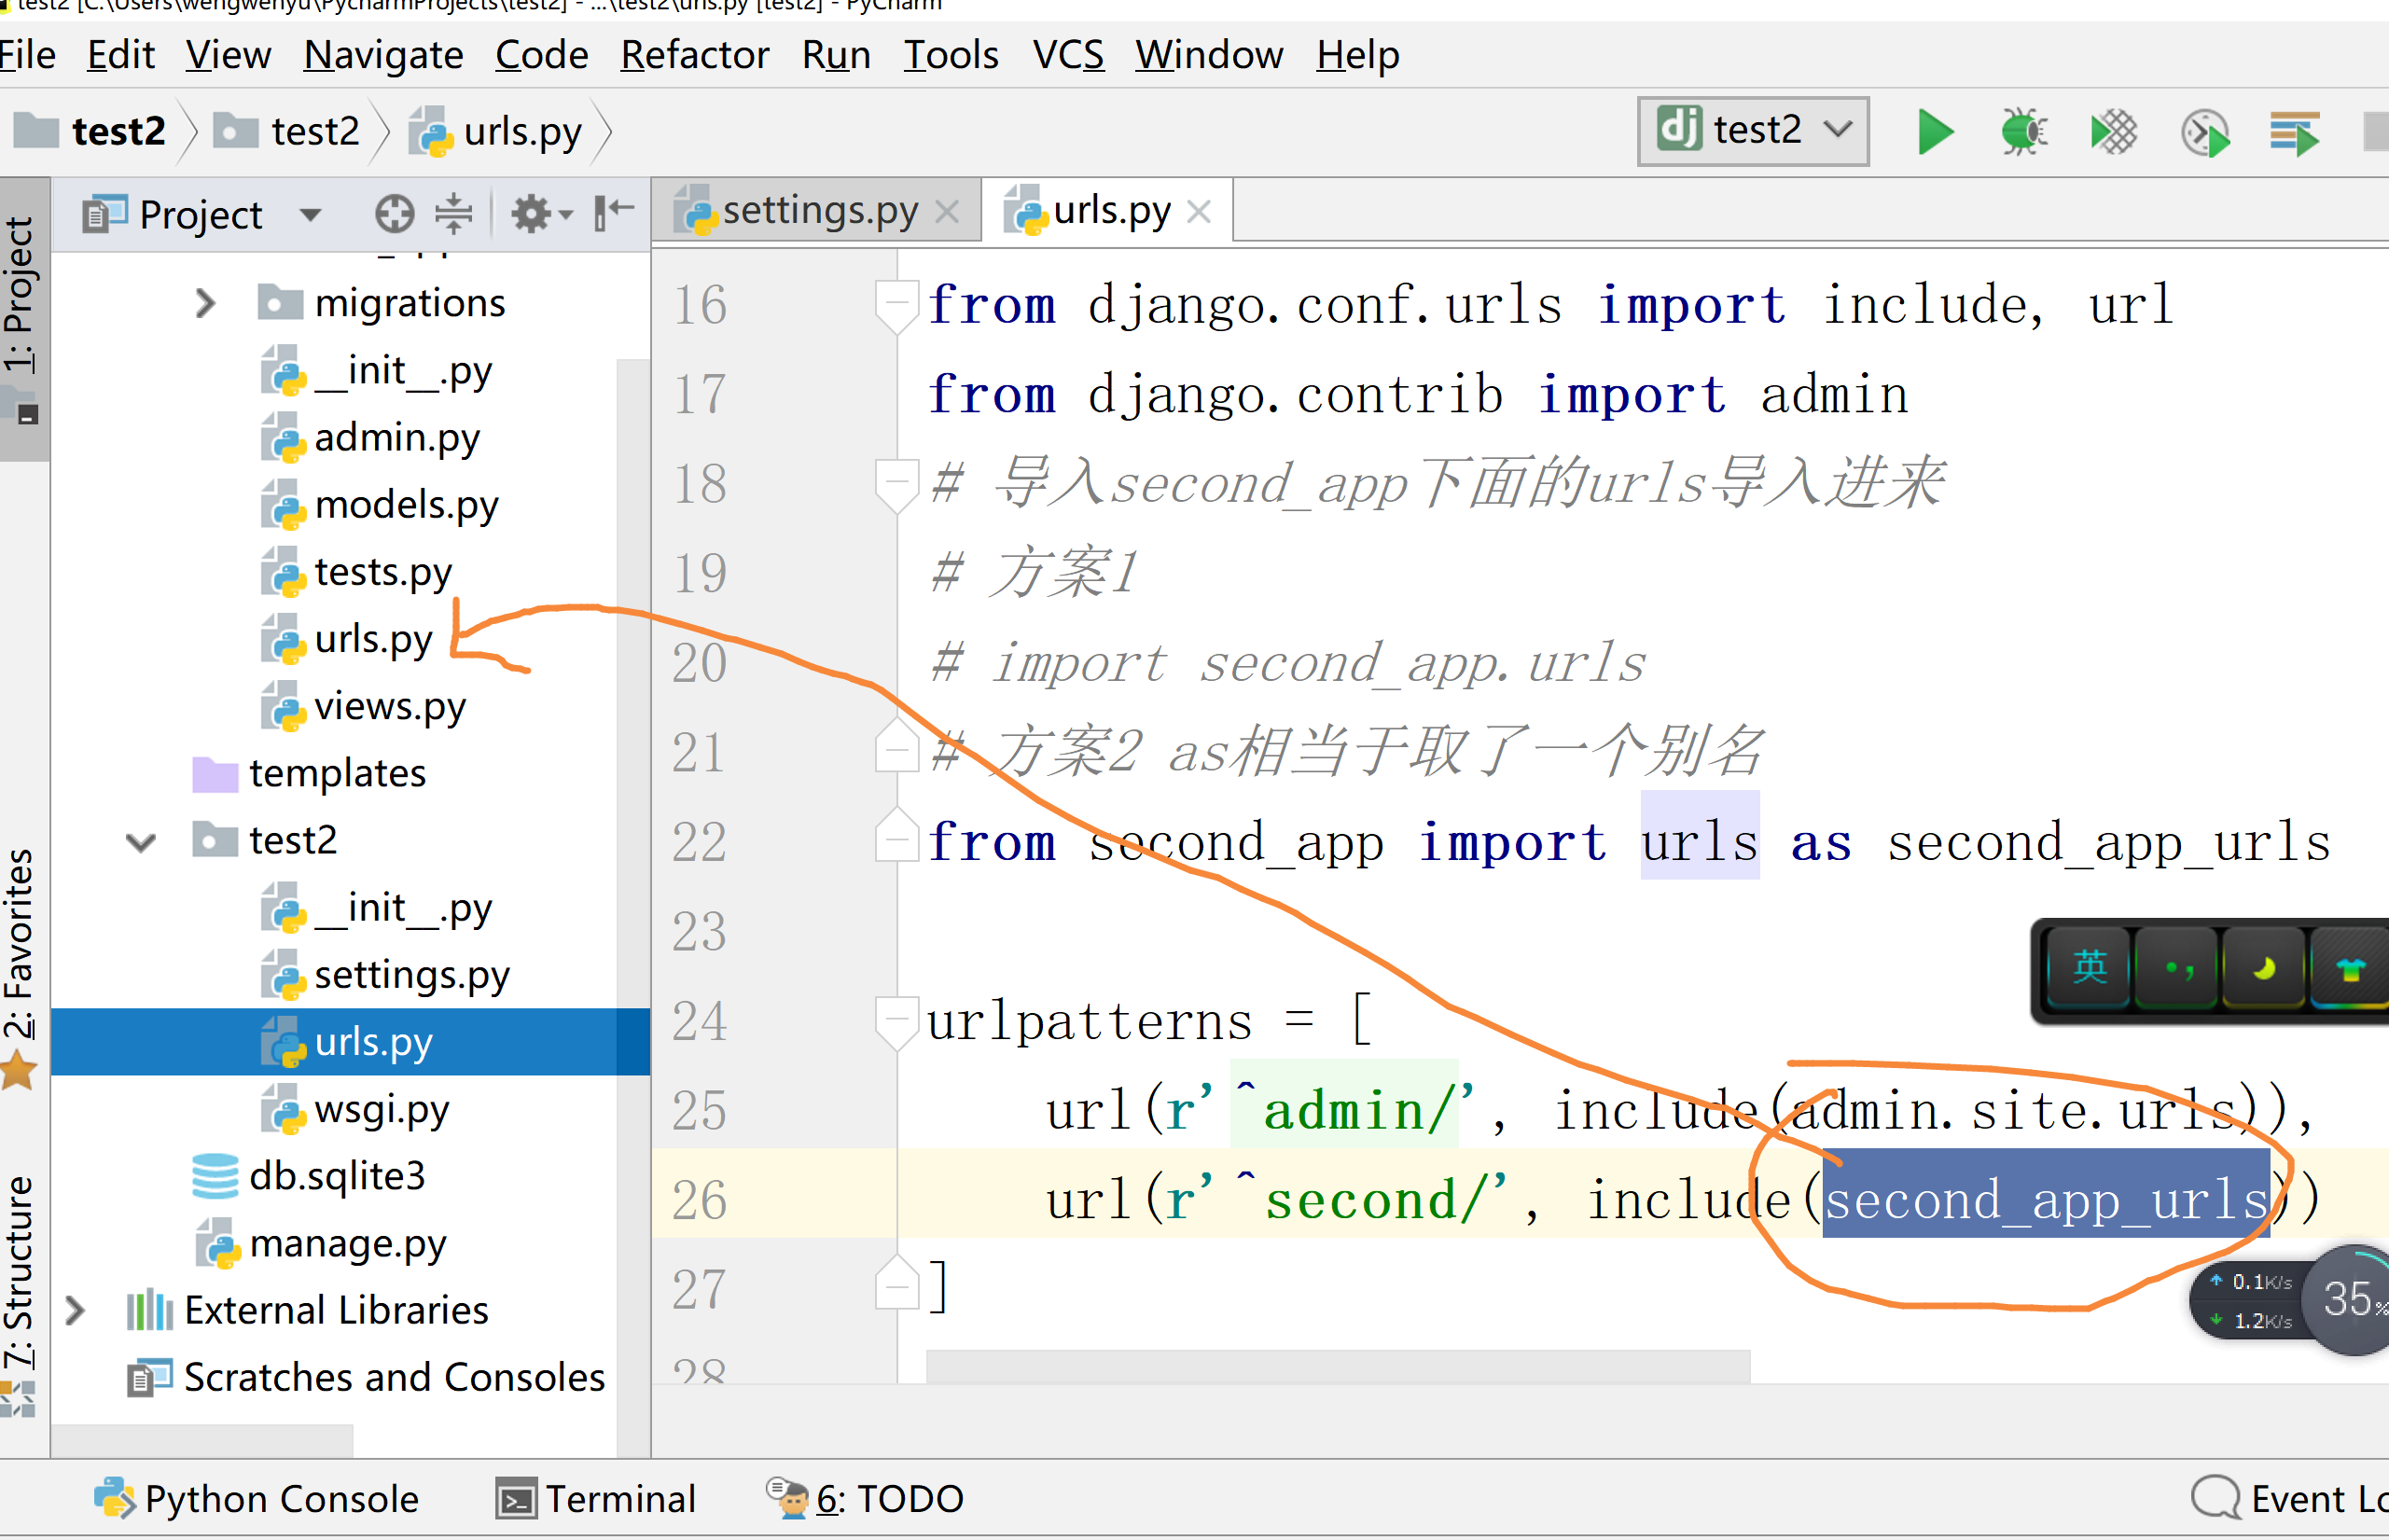 test2 [C:\Users\wengwenyu\PycharmProjects\test2] - ...\test2\urls.py [test2] - PyCharm
File Edit View Navigate Code Refactor Run Tools VCS Window Help
test2 test2 urls.py test2
1: Project
2: Favorites
7: Structure
Project
migrations
__init__.py
admin.py
models.py
tests.py
urls.py
views.py
templates
test2
__init__.py
settings.py
urls.py
wsgi.py
db.sqlite3
manage.py
External Libraries
Scratches and Consoles
settings.py urls.py
16 from django.conf.urls import include, url
17 from django.contrib import admin
18 # 导入second_app下面的urls导入进来
19 # 方案1
20 # import second_app.urls
21 # 方案2 as相当于取了一个别名
22 from second_app import urls as second_app_urls
23
24 urlpatterns = [
25 url(r'^admin/', include(admin.site.urls)),
26 url(r'^second/', include(second_app_urls))
27 ]
28
英
0.1K/s
1.2K/s
35%
Python Console Terminal 6: TODO Event Lo